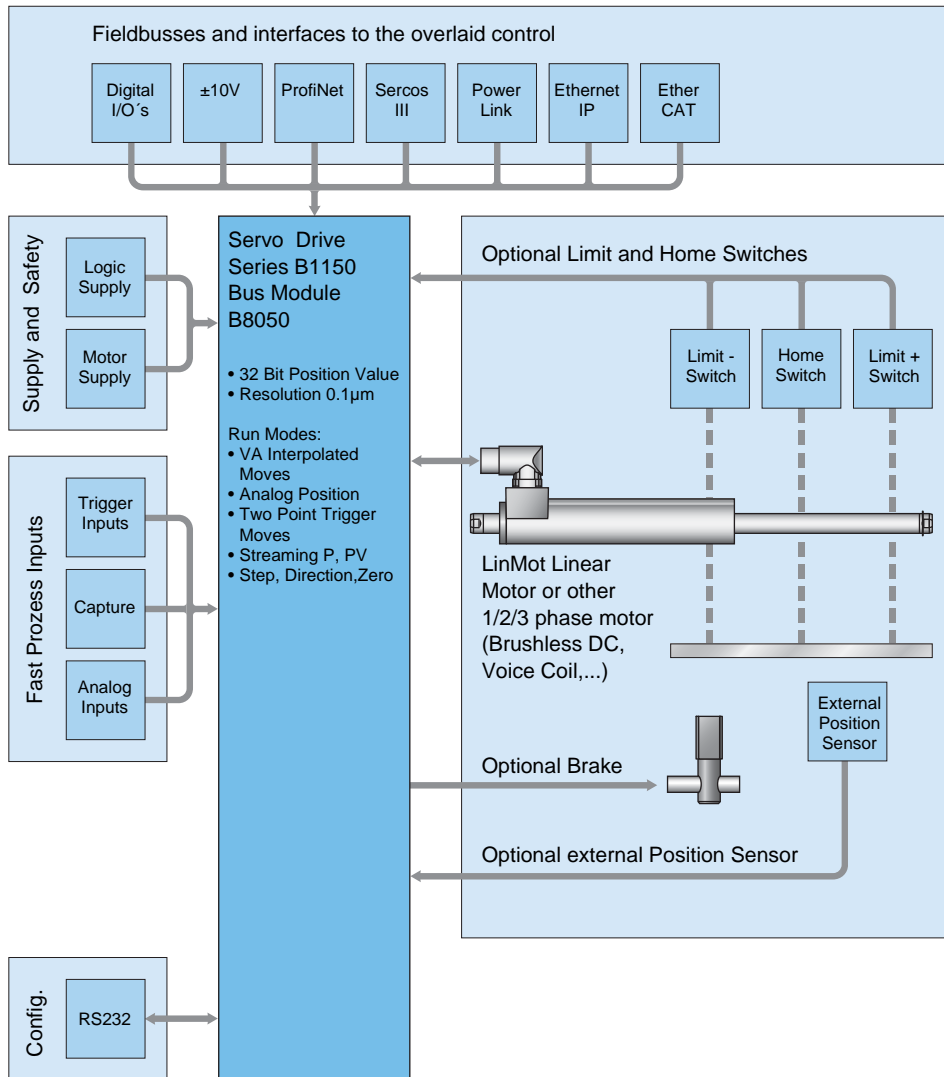 Fieldbusses and interfaces to the overlaid control
Digital
I/O´s
±10V
ProfiNet
Sercos
III
Power
Link
Ethernet
IP
Ether
CAT
Supply and Safety
Logic
Supply
Motor
Supply
Fast Prozess Inputs
Trigger
Inputs
Capture
Analog
Inputs
Config.
RS232
Servo Drive
Series B1150
Bus Module
B8050
• 32 Bit Position Value
• Resolution 0.1µm
Run Modes:
• VA Interpolated
Moves
• Analog Position
• Two Point Trigger
Moves
• Streaming P, PV
• Step, Direction,Zero
Optional Limit and Home Switches
Limit -
Switch
Home
Switch
Limit +
Switch
LinMot Linear
Motor or other
1/2/3 phase motor
(Brushless DC,
Voice Coil,...)
External
Position
Sensor
Optional Brake
Optional external Position Sensor